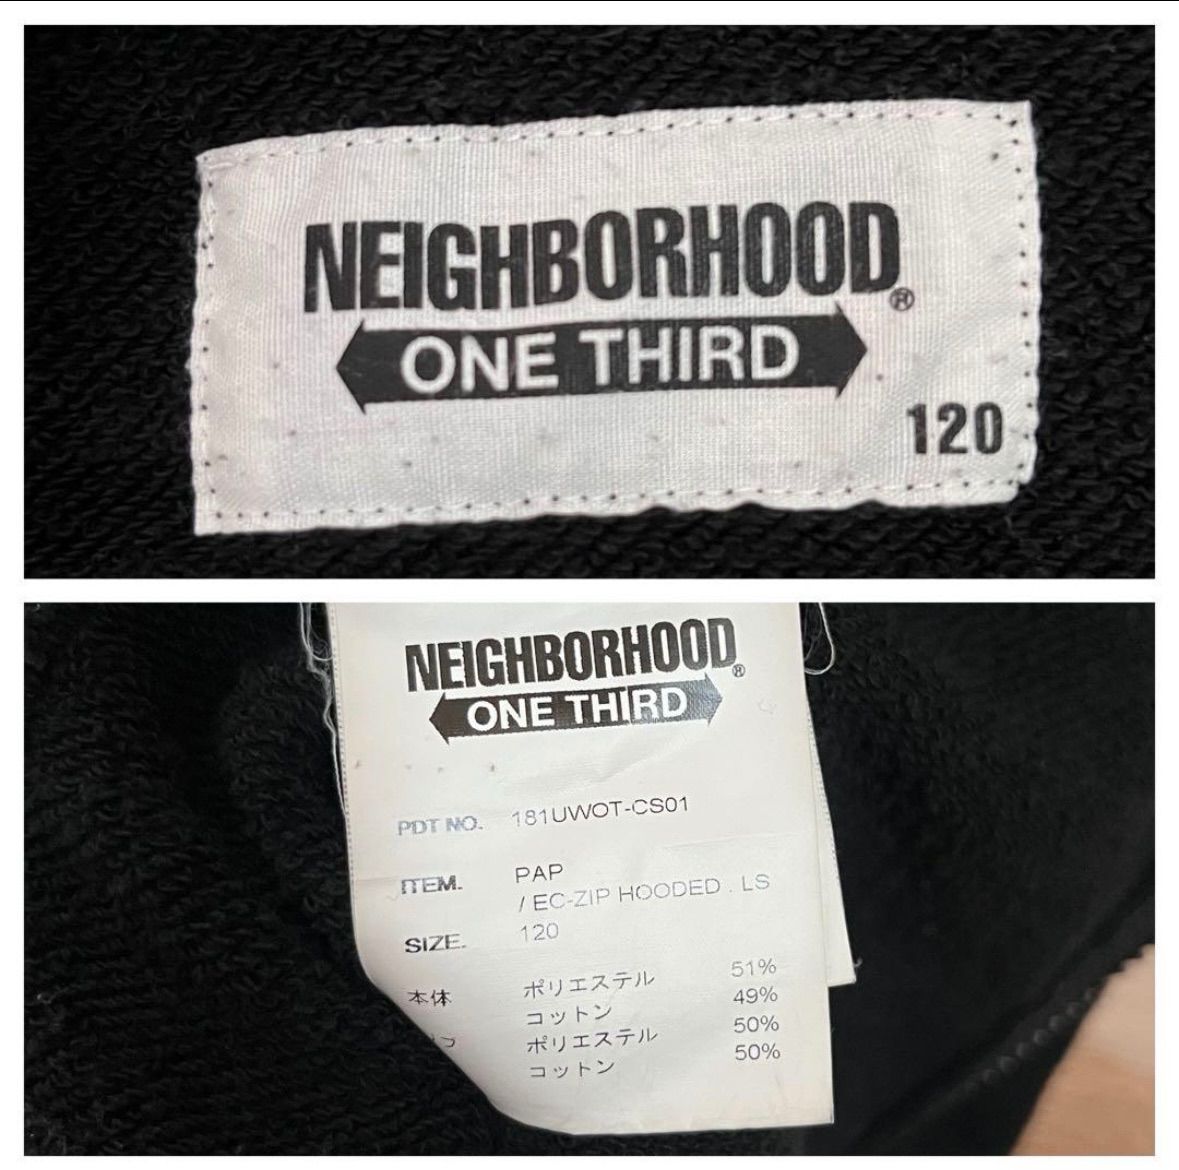 NEIGHBORHOOD®
ONE THIRD
120
NEIGHBORHOOD®
ONE THIRD
PDT NO. 181UWOT-CS01
ITEM. PAP
/ EC-ZIP HOODED . LS
SIZE. 120
本体 ポリエステル 51%
コットン 49%
ポリエステル 50%
コットン 50%